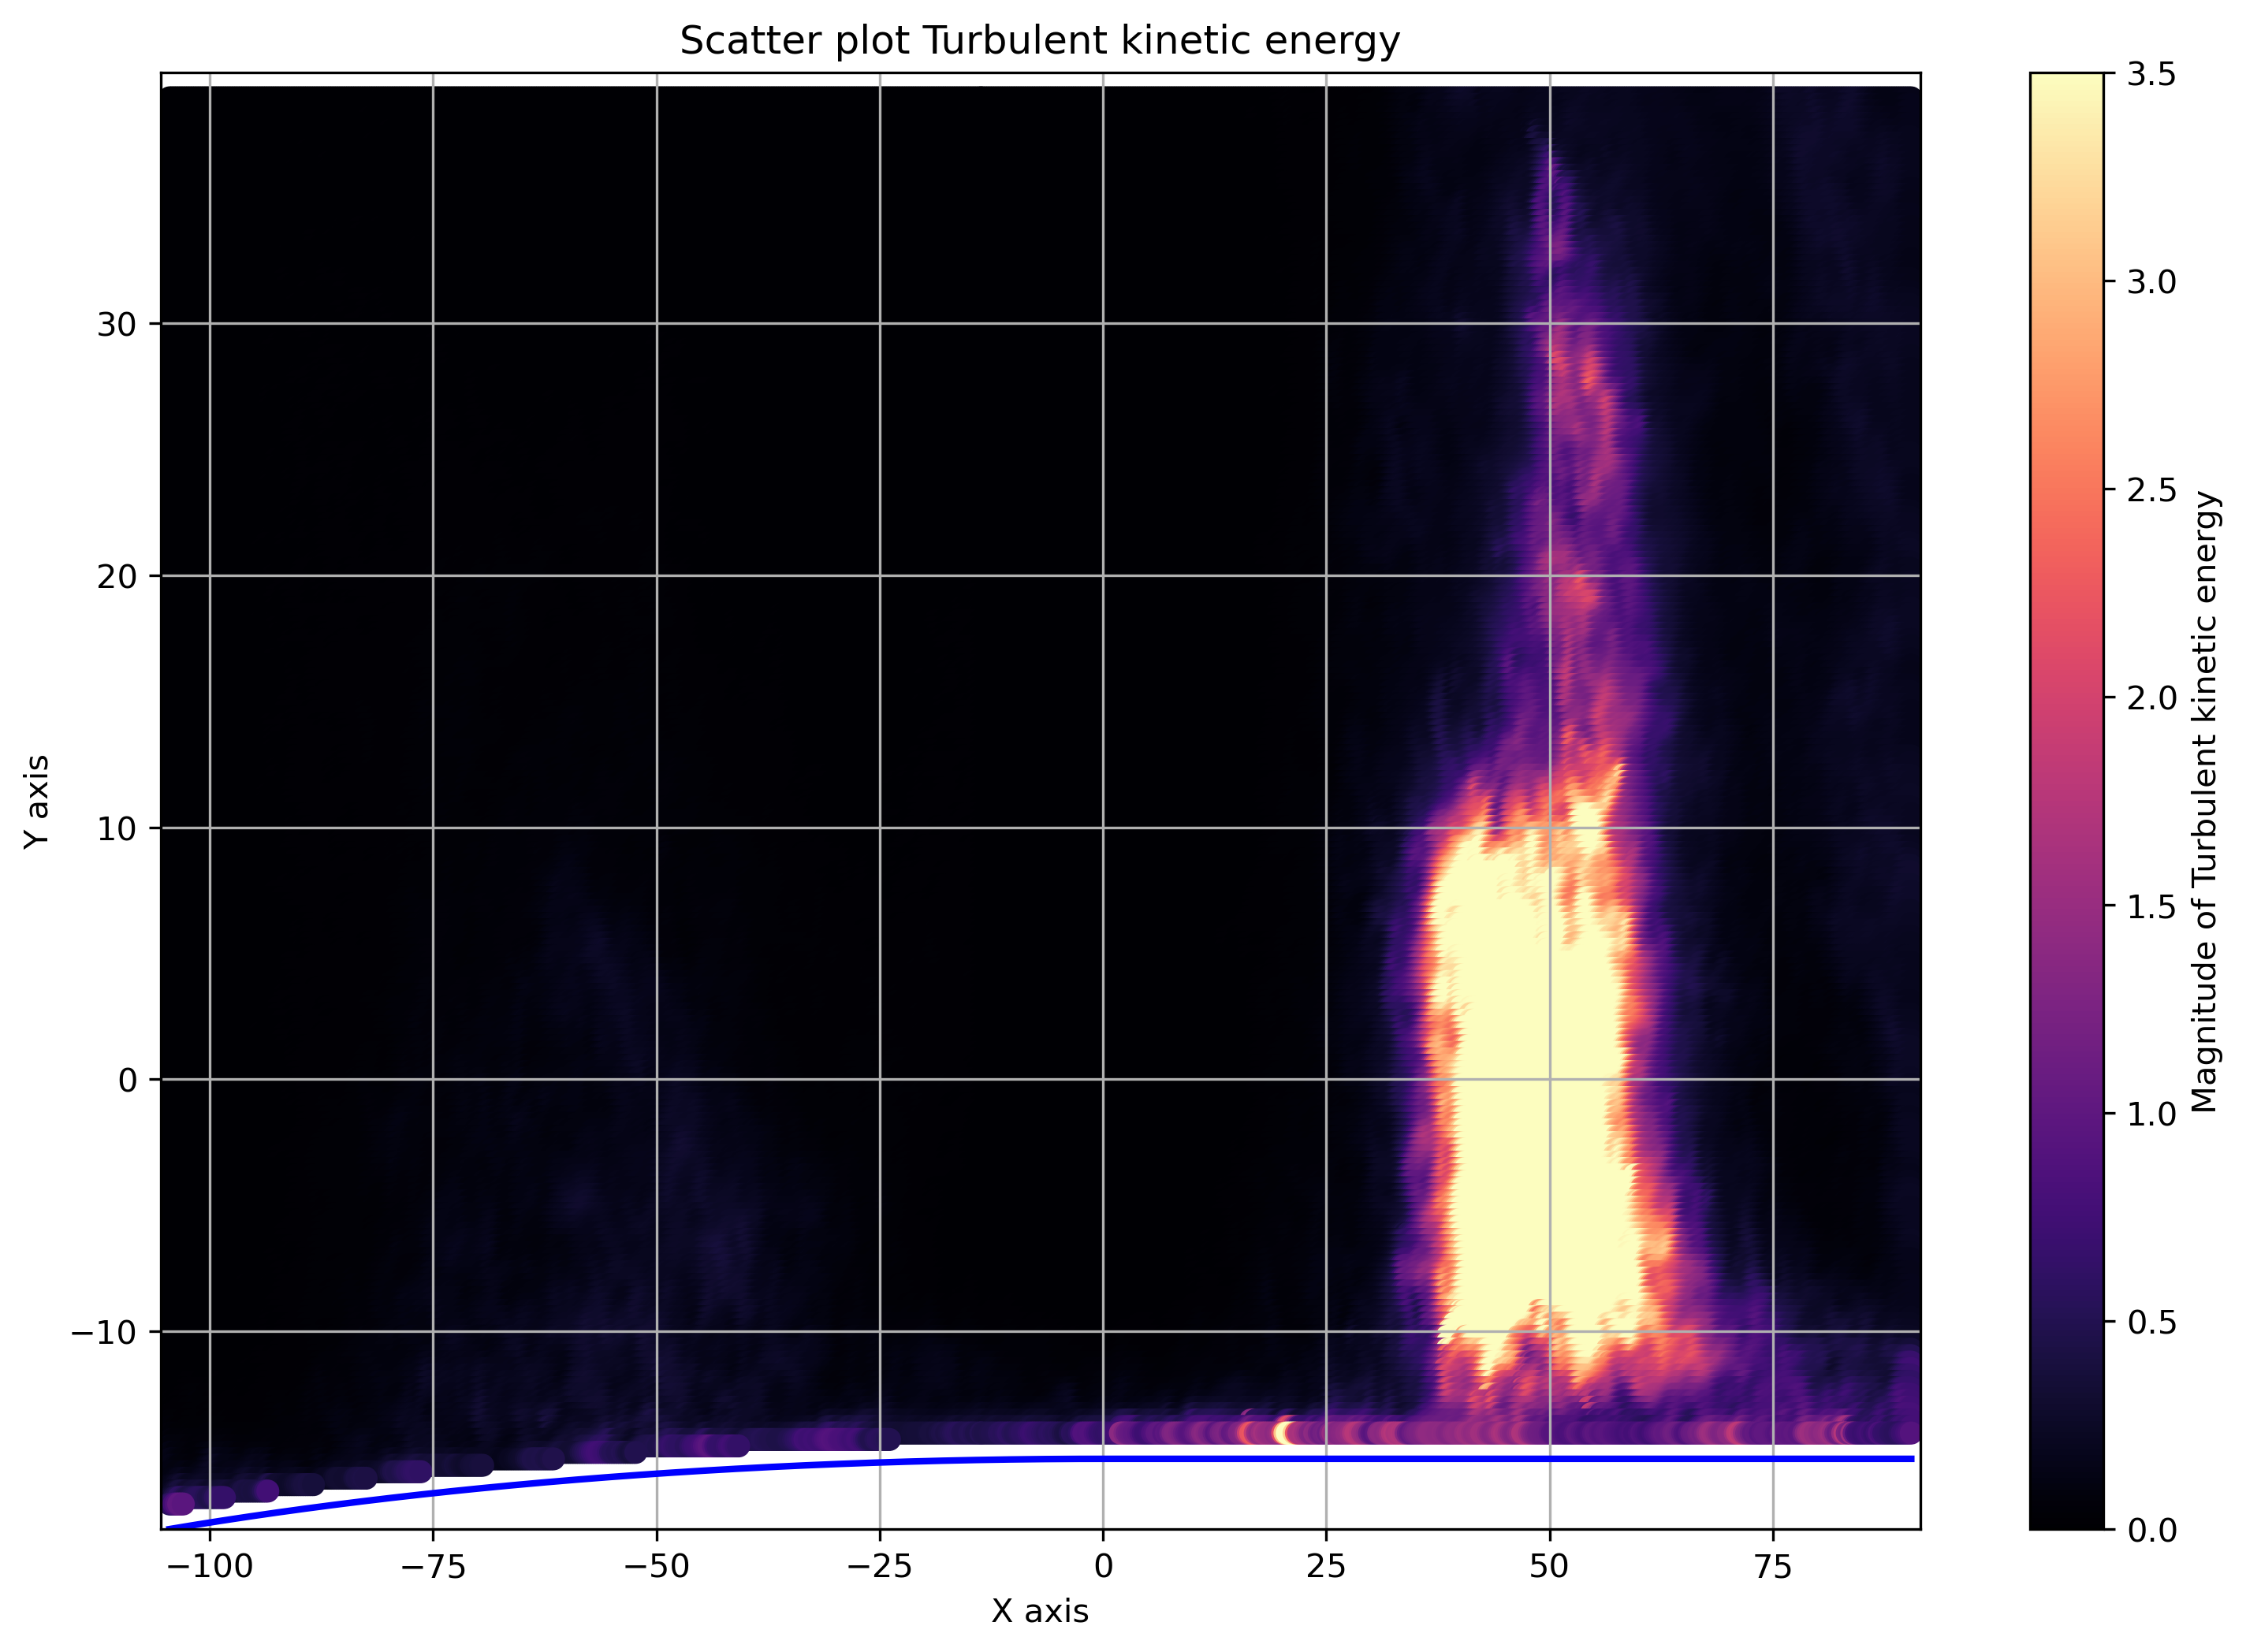 Scatter plot Turbulent kinetic energy
3.5
3.0
2.5
2.0
1.5
1.0
0.5
0.0
Magnitude of Turbulent kinetic energy
30
20
10
0
−10
Y axis
−100 −75 −50 −25 0 25 50 75
X axis